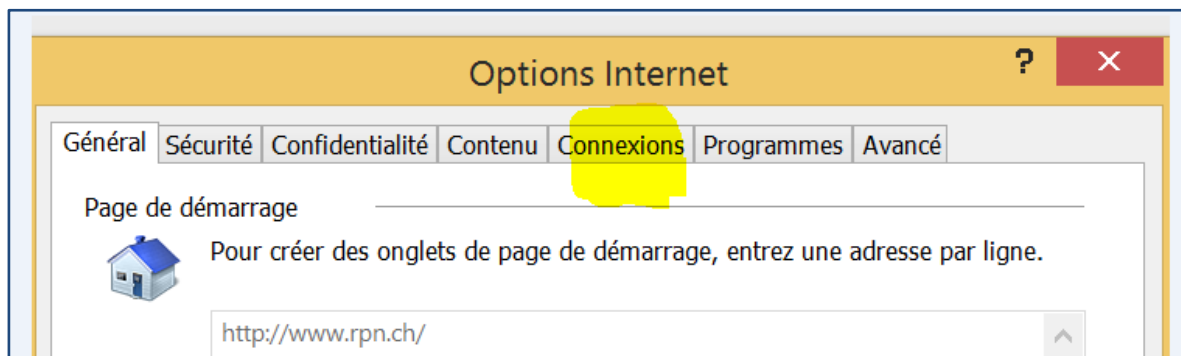 Options Internet ?
Général Sécurité Confidentialité Contenu Connexions Programmes Avancé
Page de démarrage
Pour créer des onglets de page de démarrage, entrez une adresse par ligne.
http://www.rpn.ch/